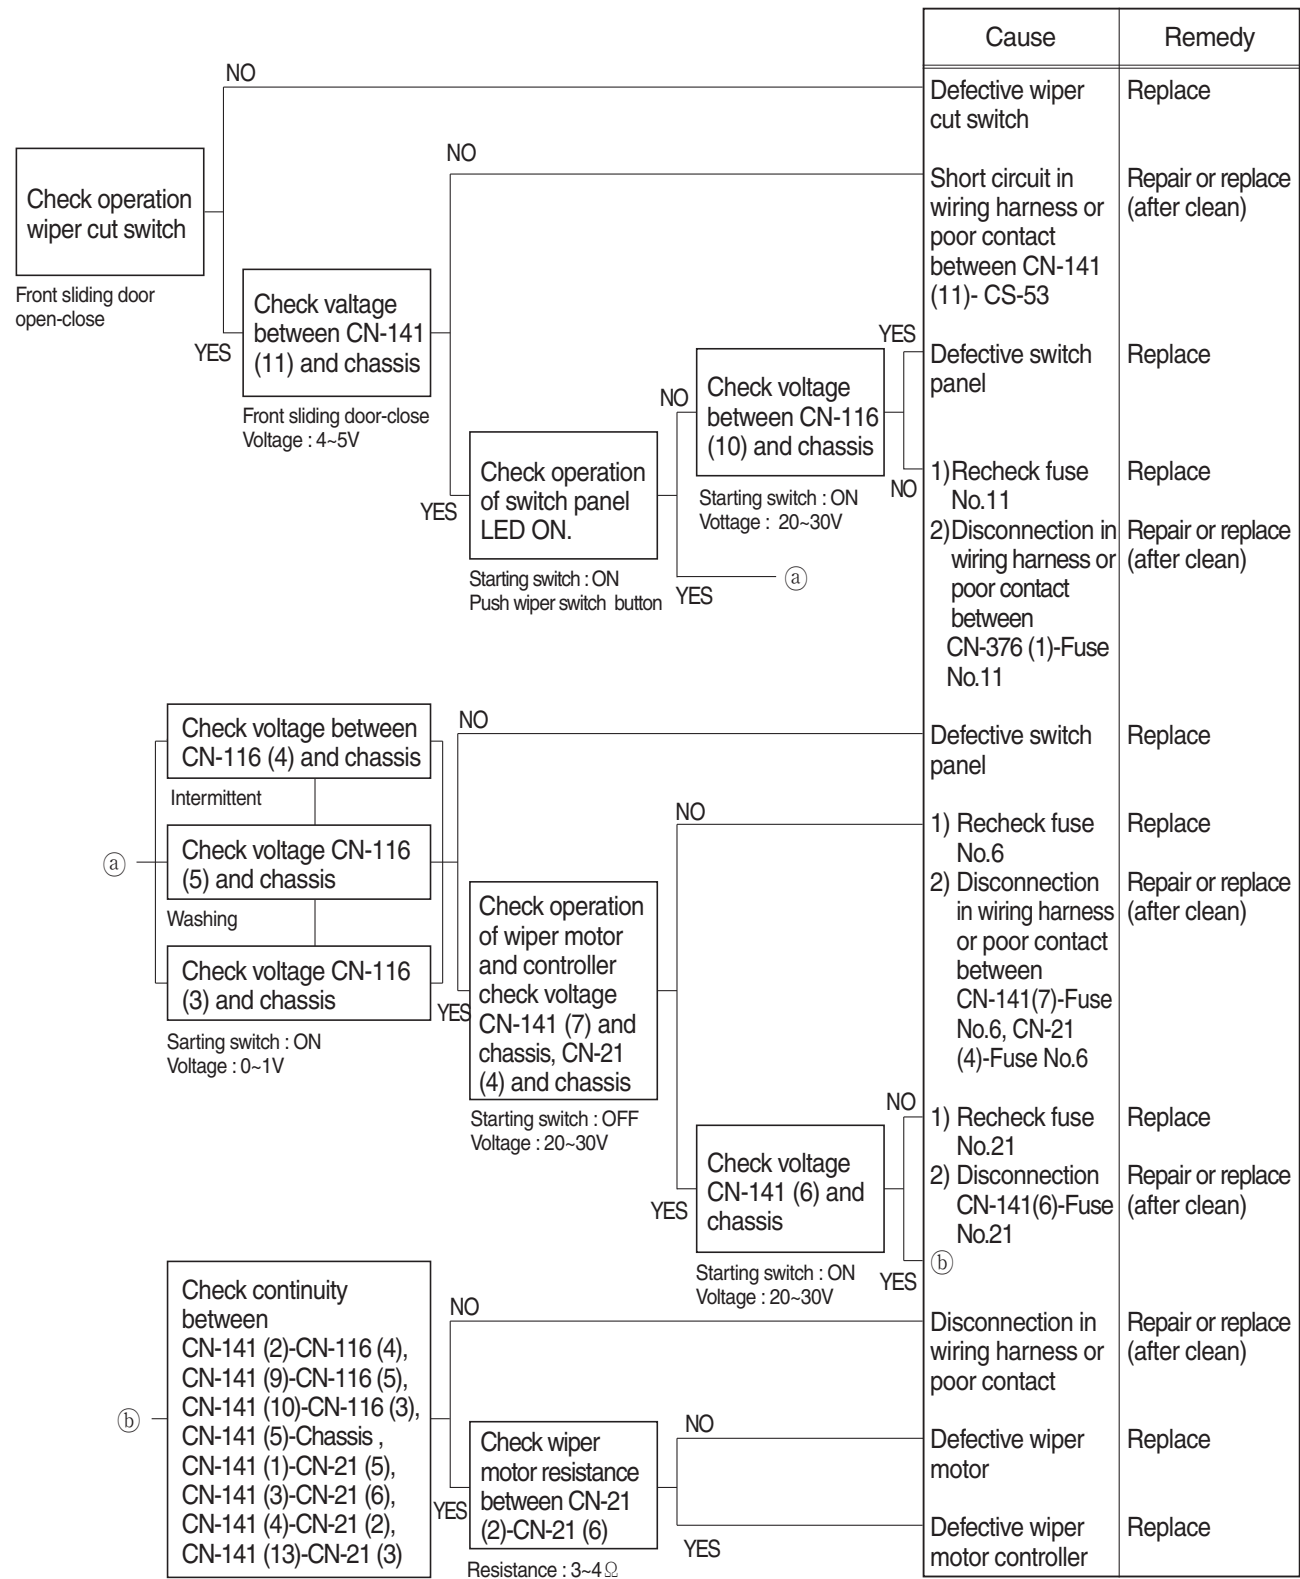 Cause
Remedy
NO
Defective wiper
cut switch
Replace
NO
Check operation
wiper cut switch
Short circuit in
wiring harness or
poor contact
between CN-141
(11)- CS-53
Repair or replace
(after clean)
Front sliding door
open-close
YES
Check valtage
between CN-141
(11) and chassis
Front sliding door-close
Voltage : 4~5V
YES
Defective switch
panel
Replace
NO
Check voltage
between CN-116
(10) and chassis
Starting switch : ON
Vottage : 20~30V
NO
1)Recheck fuse
No.11
Replace
2)Disconnection in
wiring harness or
poor contact
between
CN-376 (1)-Fuse
No.11
Repair or replace
(after clean)
YES
Check operation
of switch panel
LED ON.
Starting switch : ON
Push wiper switch button
YES
ⓐ
Check voltage between
CN-116 (4) and chassis
Intermittent
ⓐ
Check voltage CN-116
(5) and chassis
Washing
Check voltage CN-116
(3) and chassis
Sarting switch : ON
Voltage : 0~1V
NO
Defective switch
panel
Replace
NO
1) Recheck fuse
No.6
Replace
2) Disconnection
in wiring harness
or poor contact
between
CN-141(7)-Fuse
No.6, CN-21
(4)-Fuse No.6
Repair or replace
(after clean)
YES
Check operation
of wiper motor
and controller
check voltage
CN-141 (7) and
chassis, CN-21
(4) and chassis
Starting switch : OFF
Voltage : 20~30V
NO
1) Recheck fuse
No.21
Replace
2) Disconnection
CN-141(6)-Fuse
No.21
Repair or replace
(after clean)
YES
Check voltage
CN-141 (6) and
chassis
Starting switch : ON
Voltage : 20~30V
YES
ⓑ
ⓑ
Check continuity
between
CN-141 (2)-CN-116 (4),
CN-141 (9)-CN-116 (5),
CN-141 (10)-CN-116 (3),
CN-141 (5)-Chassis ,
CN-141 (1)-CN-21 (5),
CN-141 (3)-CN-21 (6),
CN-141 (4)-CN-21 (2),
CN-141 (13)-CN-21 (3)
NO
Disconnection in
wiring harness or
poor contact
Repair or replace
(after clean)
YES
Check wiper
motor resistance
between CN-21
(2)-CN-21 (6)
Resistance : 3~4Ω
NO
Defective wiper
motor
Replace
YES
Defective wiper
motor controller
Replace